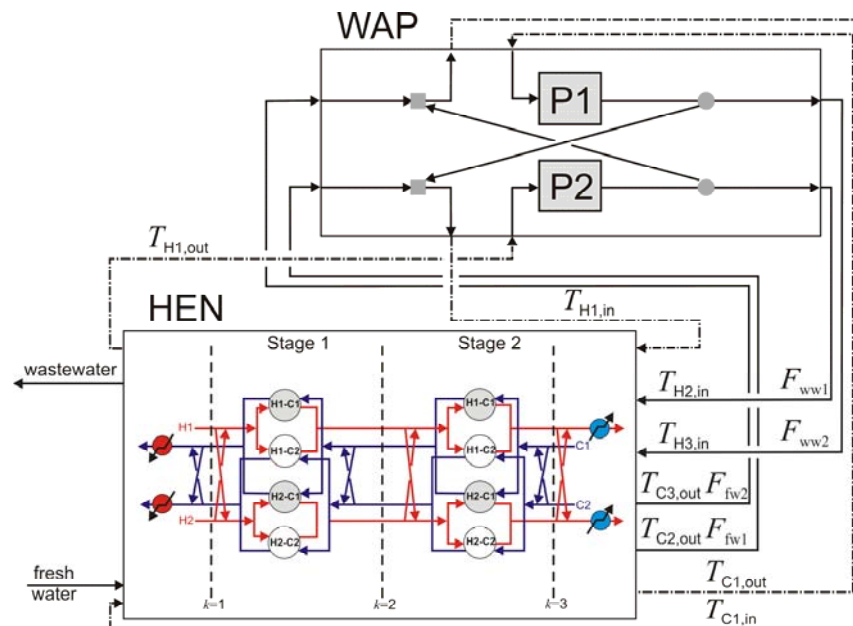 WAP
P1
P2
T_H1,out
T_H1,in
HEN
Stage 1
Stage 2
wastewater
H1-C1
H1-C1
T_H2,in
F_ww1
H1
C1
H1-C2
H1-C2
T_H3,in
F_ww2
H2-C1
H2-C1
T_C3,out F_fw2
H2
C2
H2-C2
H2-C2
T_C2,out F_fw1
fresh
water
T_C1,out
k=1
k=2
k=3
T_C1,in